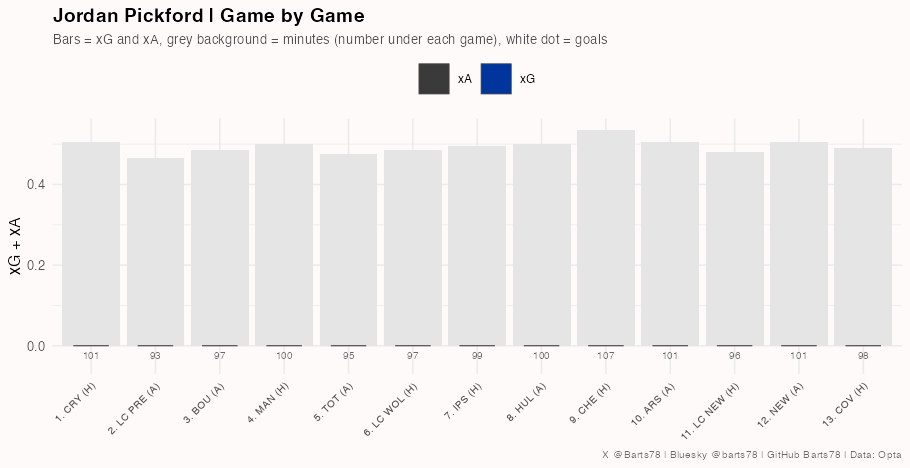 Jordan Pickford | Game by Game
Bars = xG and xA, grey background = minutes (number under each game), white dot = goals
xA xG
xG + xA
0.4
0.2
0.0
101 93 97 100 95 97 99 100 107 101 96 101 98
1. CRY (H)
2. LC PRE (A)
3. BOU (A)
4. MAN (H)
5. TOT (A)
6. LC WOL (H)
7. IPS (H)
8. HUL (A)
9. CHE (H)
10. ARS (A)
11. LC NEW (H)
12. NEW (A)
13. COV (H)
X @Barts78 | Bluesky @barts78 | GitHub Barts78 | Data: Opta